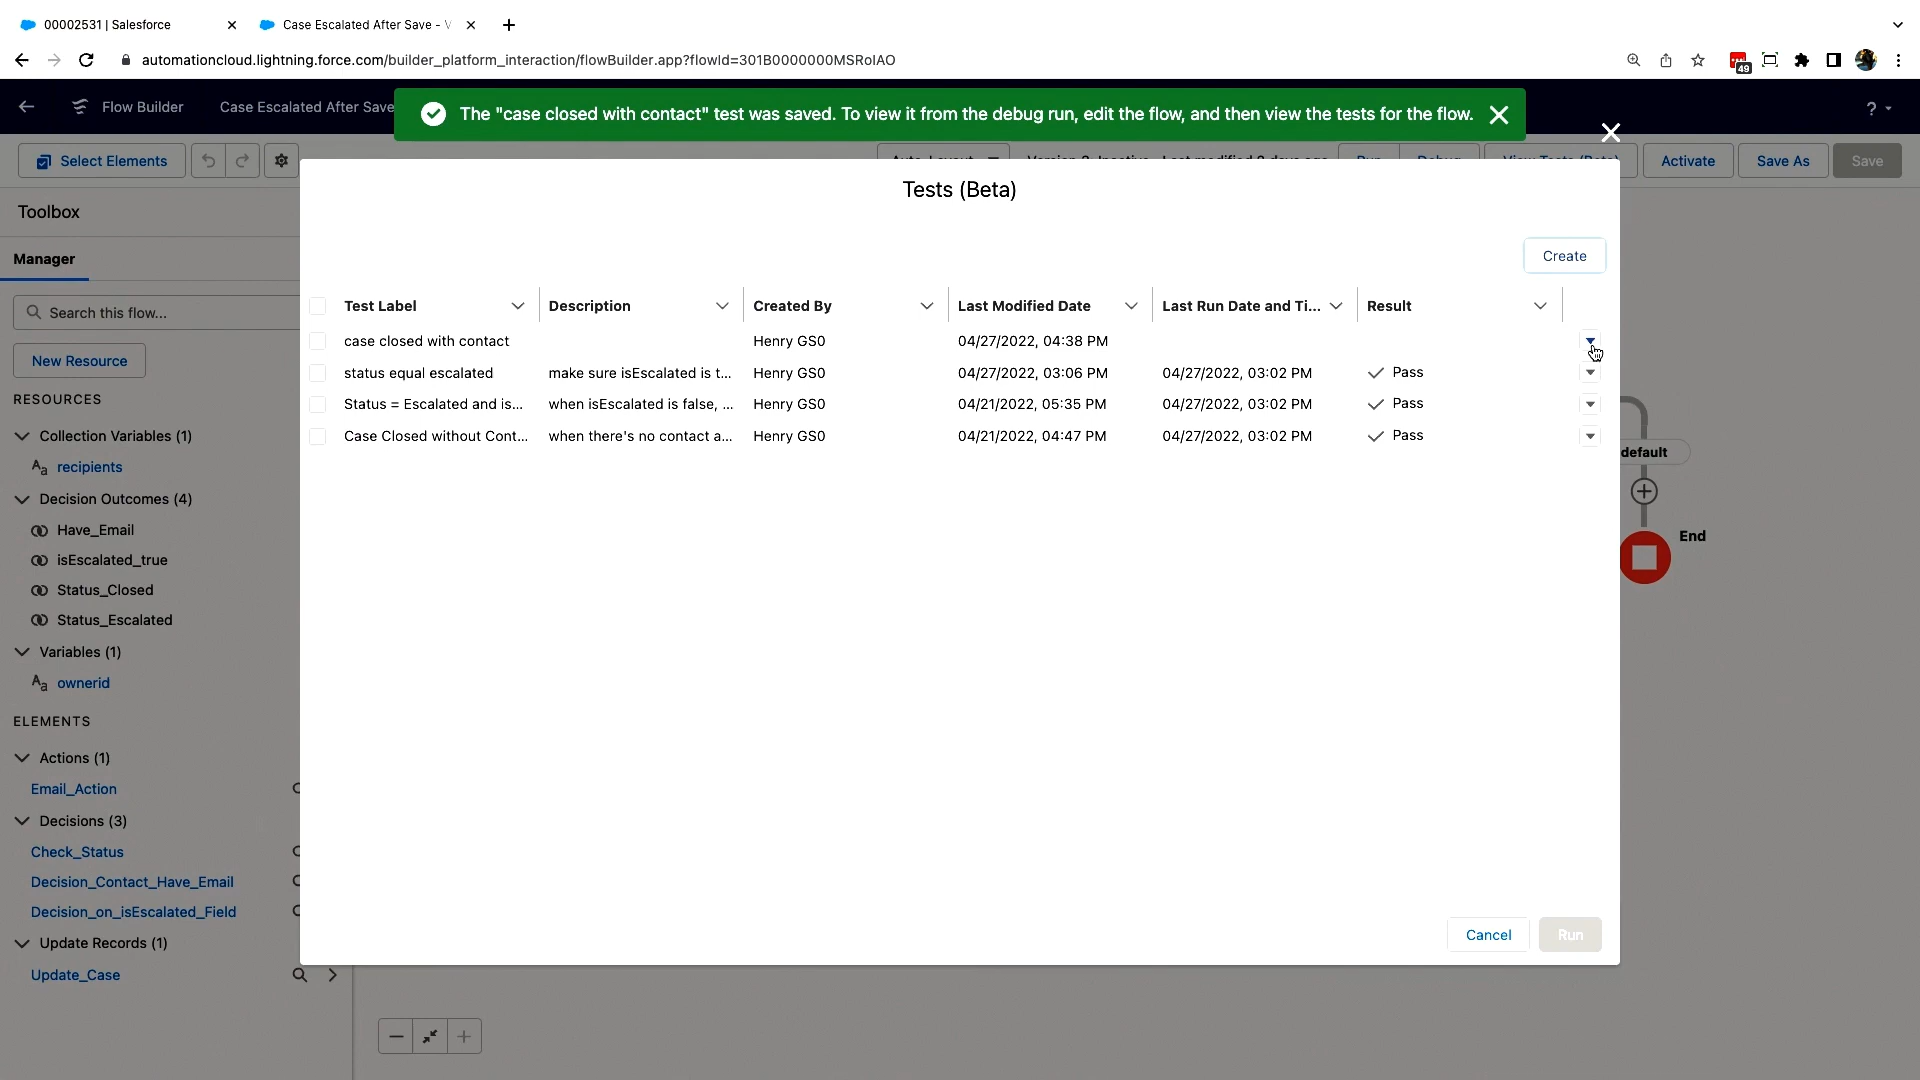 00002531 | Salesforce
Case Escalated After Save - V
automationcloud.lightning.force.com/builder_platform_interaction/flowBuilder.app?flowId=301B0000000MSRoIAO
49
Flow Builder
Case Escalated After Save
The "case closed with contact" test was saved. To view it from the debug run, edit the flow, and then view the tests for the flow.
?
Select Elements
Activate
Save As
Save
Toolbox
Manager
Search this flow...
New Resource
RESOURCES
Collection Variables (1)
recipients
Decision Outcomes (4)
Have_Email
isEscalated_true
Status_Closed
Status_Escalated
Variables (1)
ownerid
ELEMENTS
Actions (1)
Email_Action
Decisions (3)
Check_Status
Decision_Contact_Have_Email
Decision_on_isEscalated_Field
Update Records (1)
Update_Case
Tests (Beta)
Create
Test Label Description Created By Last Modified Date Last Run Date and Ti... Result
case closed with contact Henry GS0 04/27/2022, 04:38 PM
status equal escalated make sure isEscalated is t... Henry GS0 04/27/2022, 03:06 PM 04/27/2022, 03:02 PM Pass
Status = Escalated and is... when isEscalated is false, ... Henry GS0 04/21/2022, 05:35 PM 04/27/2022, 03:02 PM Pass
Case Closed without Cont... when there's no contact a... Henry GS0 04/21/2022, 04:47 PM 04/27/2022, 03:02 PM Pass
Cancel
Run
default
End